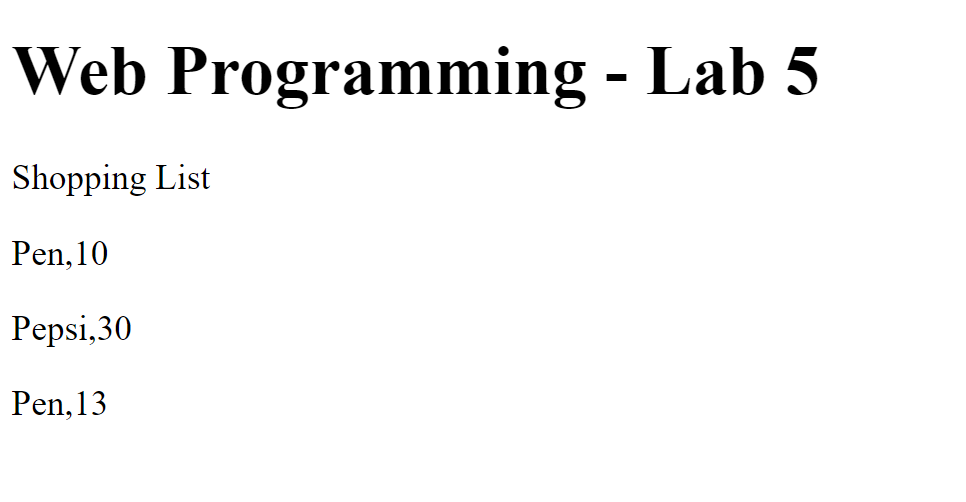 Web Programming - Lab 5
Shopping List
Pen,10
Pepsi,30
Pen,13